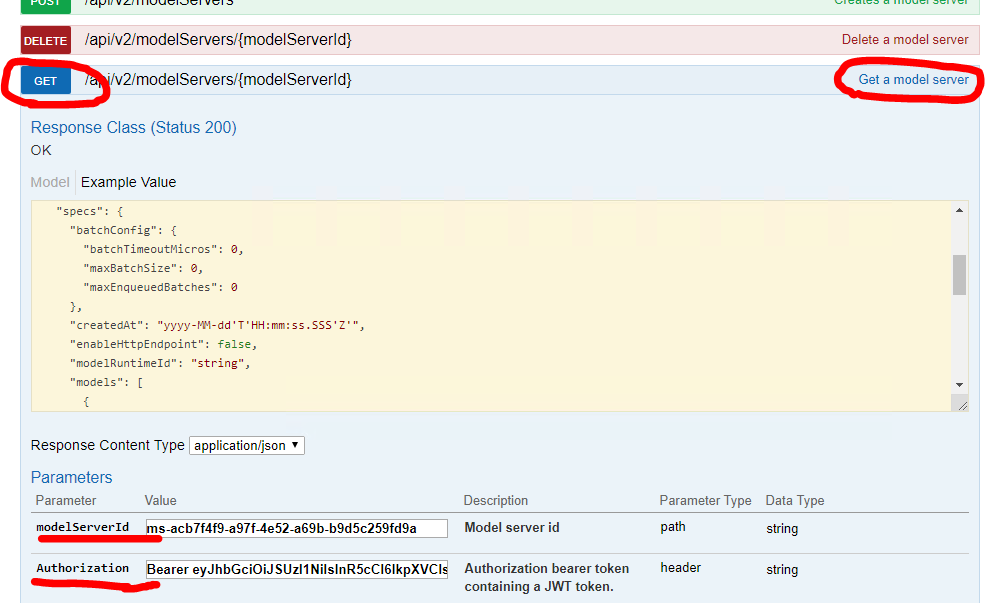 POST /api/v2/modelServers Creates a model server
DELETE /api/v2/modelServers/{modelServerId} Delete a model server
GET /api/v2/modelServers/{modelServerId} Get a model server
Response Class (Status 200)
OK
Model Example Value
"specs": {
"batchConfig": {
"batchTimeoutMicros": 0,
"maxBatchSize": 0,
"maxEnqueuedBatches": 0
},
"createdAt": "yyyy-MM-dd'T'HH:mm:ss.SSS'Z'",
"enableHttpEndpoint": false,
"modelRuntimeId": "string",
"models": [
{
Response Content Type application/json
Parameters
Parameter Value Description Parameter Type Data Type
modelServerId ms-acb7f4f9-a97f-4e52-a69b-b9d5c259fd9a Model server id path string
Authorization Bearer eyJhbGciOiJSUzI1NiIsInR5cCI6IkpXVCIs Authorization bearer token header string
containing a JWT token.